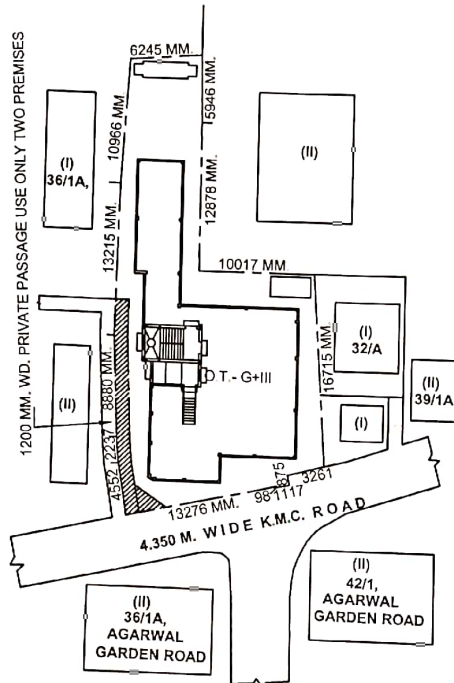 6245 MM.
5946 MM.
10966 MM.
1200 MM. WD. PRIVATE PASSAGE USE ONLY TWO PREMISES
(I)
36/1A,
(II)
12878 MM.
13215 MM.
10017 MM.
(I)
32/A
16715 MM.
(II)
39/1A
8880 MM.
D.T.- G+III
(II)
(I)
2237
4552
875
3261
13276 MM.
98
1117
4.350 M. WIDE K.M.C. ROAD
(II)
36/1A,
AGARWAL
GARDEN ROAD
(II)
42/1,
AGARWAL
GARDEN ROAD